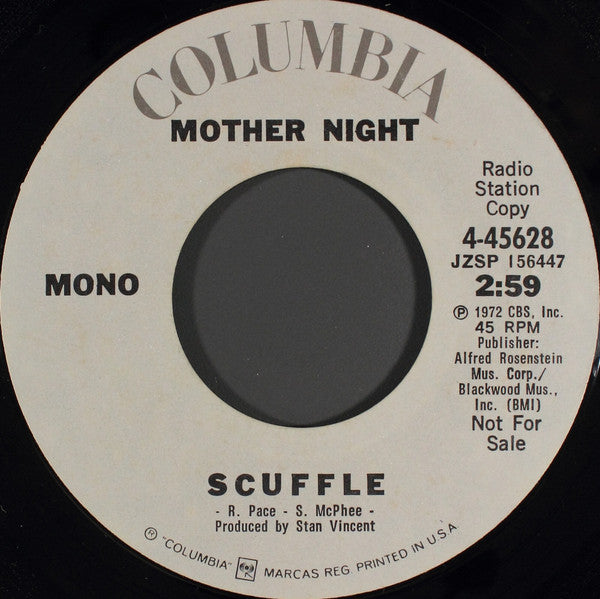 COLUMBIA
MOTHER NIGHT
Radio
Station
Copy
4-45628
JZSP 156447
MONO
2:59
Ⓟ 1972 CBS, Inc.
45 RPM
Publisher:
Alfred Rosenstein
Mus. Corp./
Blackwood Mus.,
Inc. (BMI)
Not For
Sale
SCUFFLE
- R. Pace - S. McPhee -
Produced by Stan Vincent
® "COLUMBIA" MARCAS REG. PRINTED IN U.S.A.